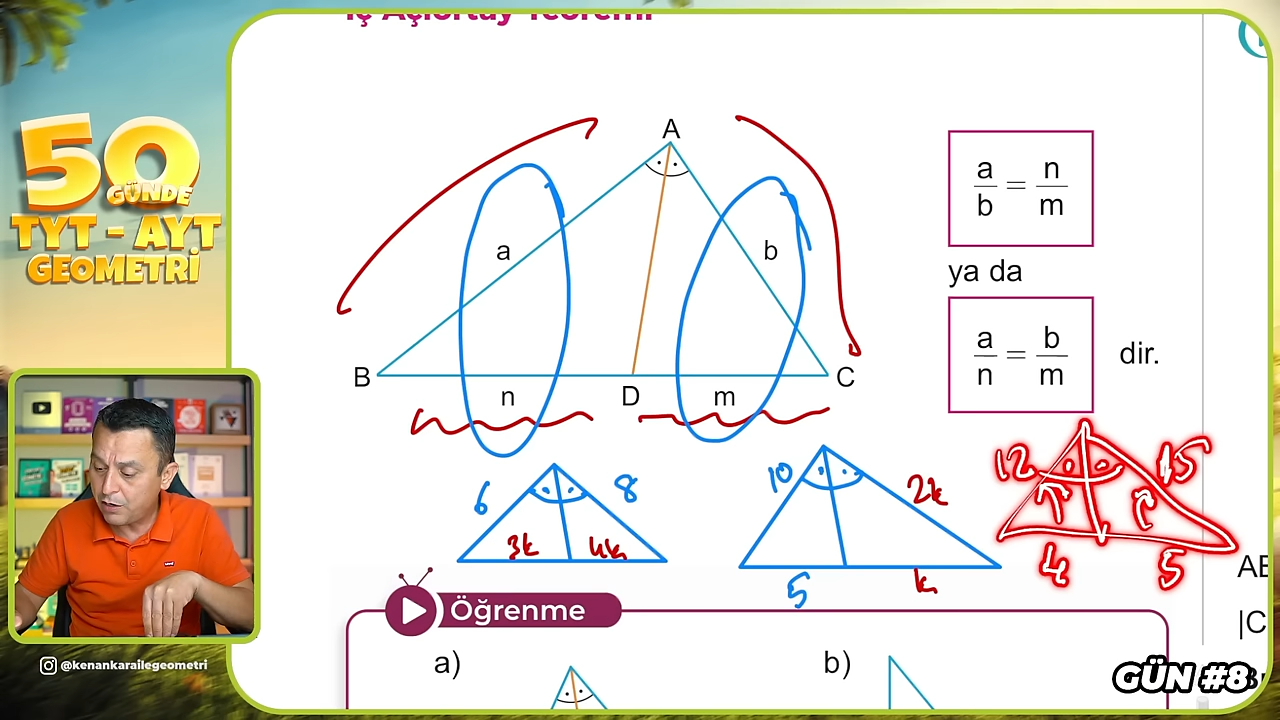 İç Açıortay Teoremi
50
GÜNDE
TYT - AYT
GEOMETRİ
A
a
b
B
n
D
m
C
a/b = n/m
ya da
a/n = b/m
dir.
6
8
3k
4k
10
2k
5
k
12
15
4
5
Öğrenme
a)
b)
AB
|C
@kenankarailegeometri
GÜN #8